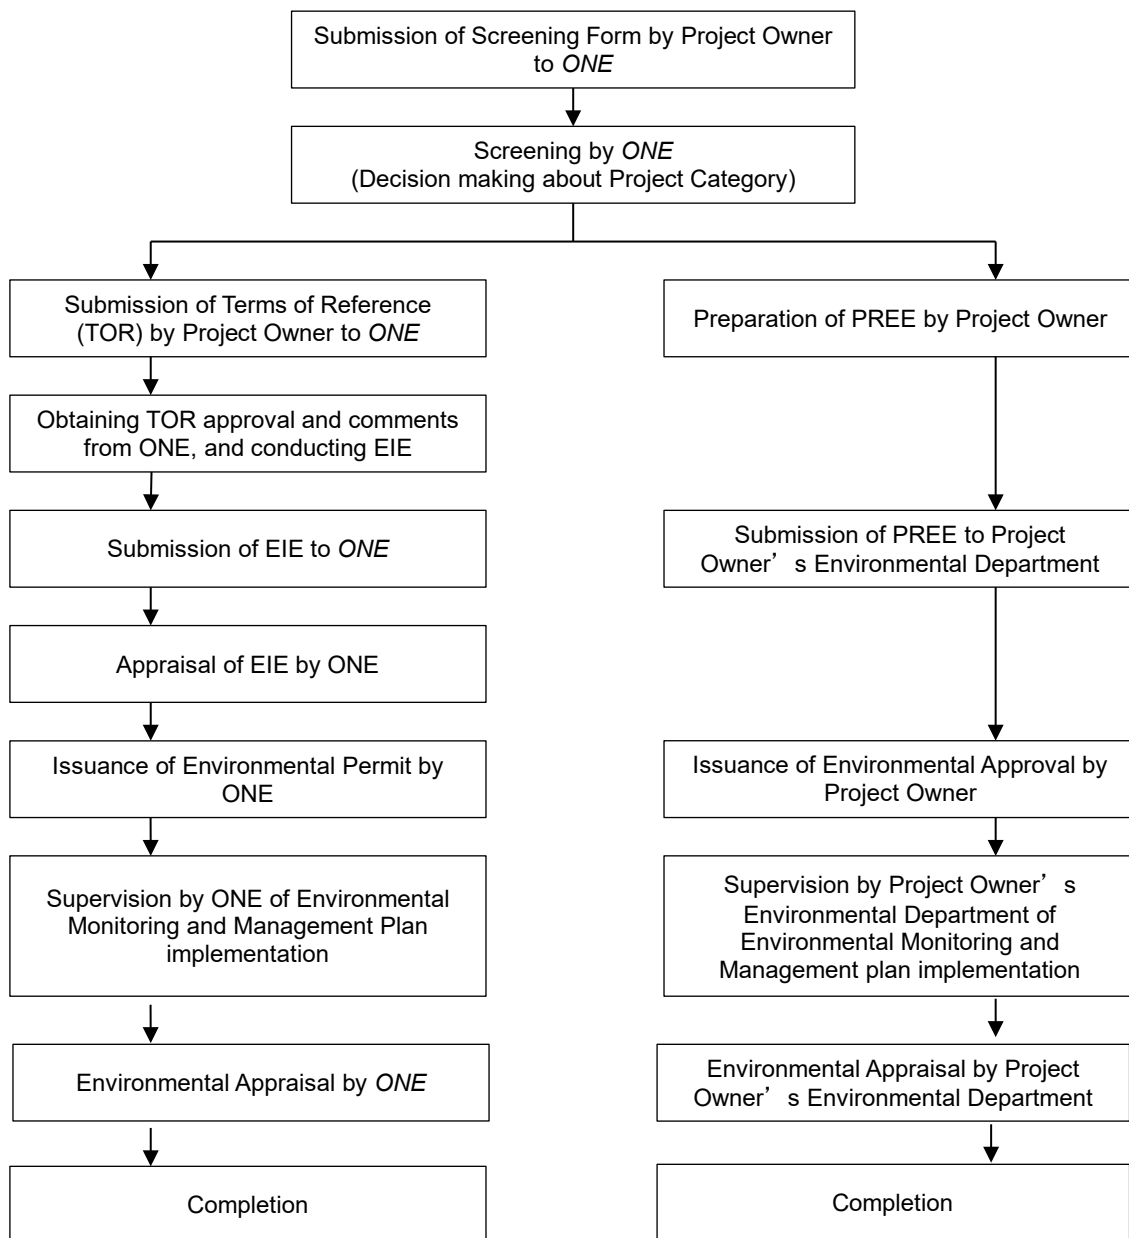 Submission of Screening Form by Project Owner
to ONE
Screening by ONE
(Decision making about Project Category)
Submission of Terms of Reference
(TOR) by Project Owner to ONE
Obtaining TOR approval and comments
from ONE, and conducting EIE
Submission of EIE to ONE
Appraisal of EIE by ONE
Issuance of Environmental Permit by
ONE
Supervision by ONE of Environmental
Monitoring and Management Plan
implementation
Environmental Appraisal by ONE
Completion
Preparation of PREE by Project Owner
Submission of PREE to Project
Owner’s Environmental Department
Issuance of Environmental Approval by
Project Owner
Supervision by Project Owner’s
Environmental Department of
Environmental Monitoring and
Management plan implementation
Environmental Appraisal by Project
Owner’s Environmental Department
Completion